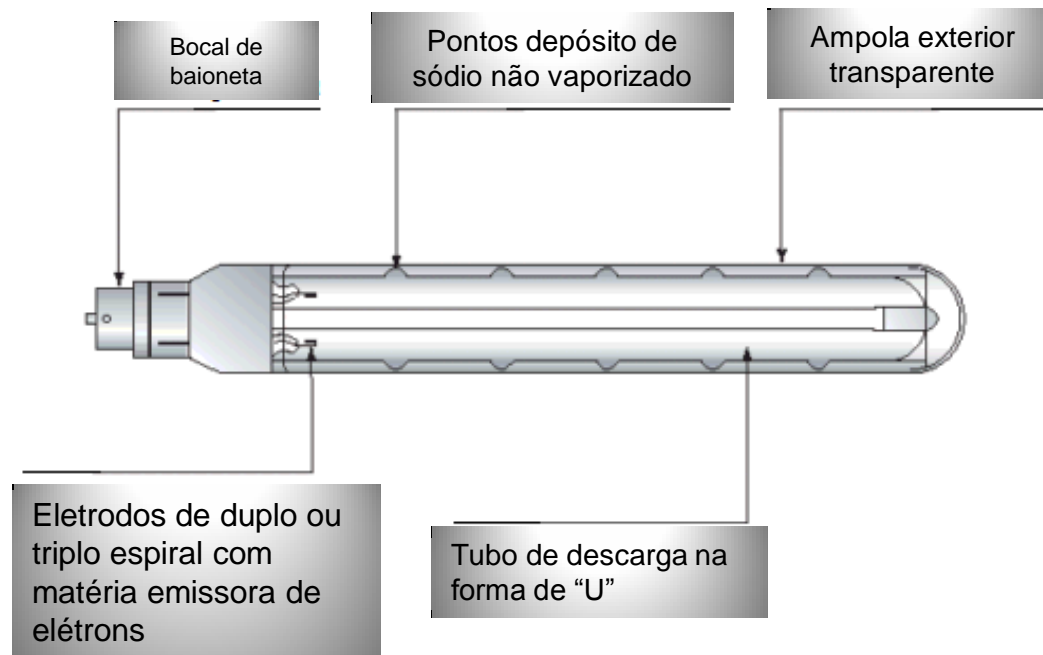 Bocal de
baioneta
Pontos depósito de
sódio não vaporizado
Ampola exterior
transparente
Eletrodos de duplo ou
triplo espiral com
matéria emissora de
elétrons
Tubo de descarga na
forma de “U”